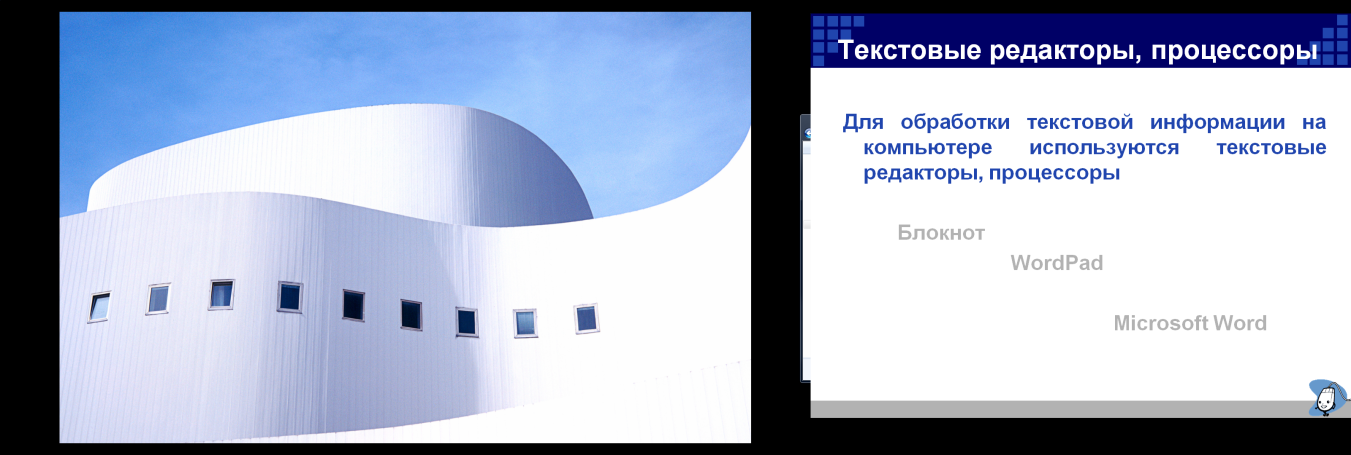 Текстовые редакторы, процессоры
Для обработки текстовой информации на
компьютере используются текстовые
редакторы, процессоры
Блокнот
WordPad
Microsoft Word